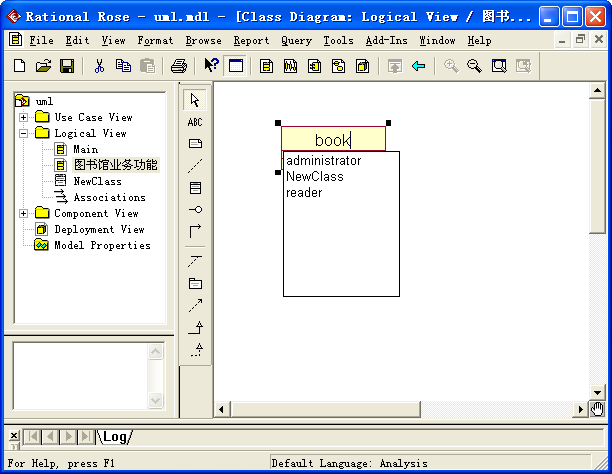 Rational Rose - uml.mdl - [Class Diagram: Logical View / 图书...
File Edit View Format Browse Report Query Tools Add-Ins Window Help
ABC
uml
Use Case View
Logical View
Main
图书馆业务功能
NewClass
Associations
Component View
Deployment View
Model Properties
book
administrator
NewClass
reader
Log
For Help, press F1
Default Language: Analysis